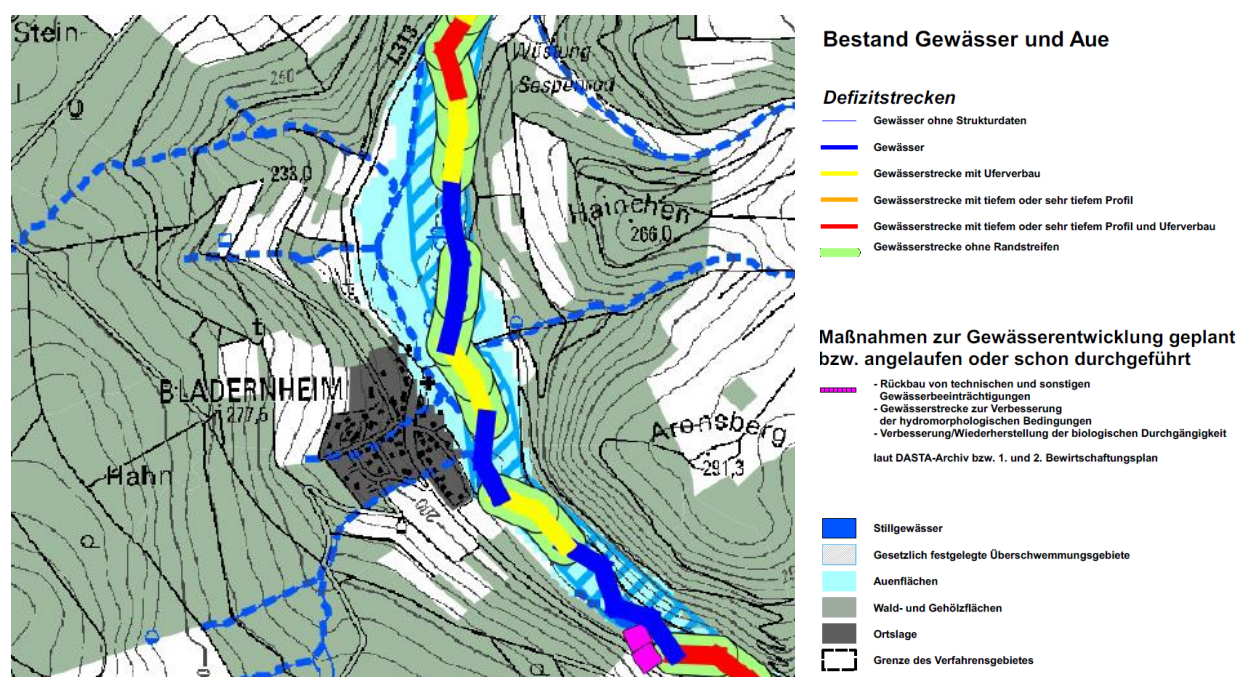 Stein-
L313
Wüstung
Sespenrod
250
238,0
Hainchen
266,0
BLADERNHEIM
277,6
Aronsberg
291,3
Hahn
Bestand Gewässer und Aue
Defizitstrecken
Gewässer ohne Strukturdaten
Gewässer
Gewässerstrecke mit Uferverbau
Gewässerstrecke mit tiefem oder sehr tiefem Profil
Gewässerstrecke mit tiefem oder sehr tiefem Profil und Uferverbau
Gewässerstrecke ohne Randstreifen
Maßnahmen zur Gewässerentwicklung geplant
bzw. angelaufen oder schon durchgeführt
- Rückbau von technischen und sonstigen
Gewässerbeeinträchtigungen
- Gewässerstrecke zur Verbesserung
der hydromorphologischen Bedingungen
- Verbesserung/Wiederherstellung der biologischen Durchgängigkeit
laut DASTA-Archiv bzw. 1. und 2. Bewirtschaftungsplan
Stillgewässer
Gesetzlich festgelegte Überschwemmungsgebiete
Auenflächen
Wald- und Gehölzflächen
Ortslage
Grenze des Verfahrensgebietes